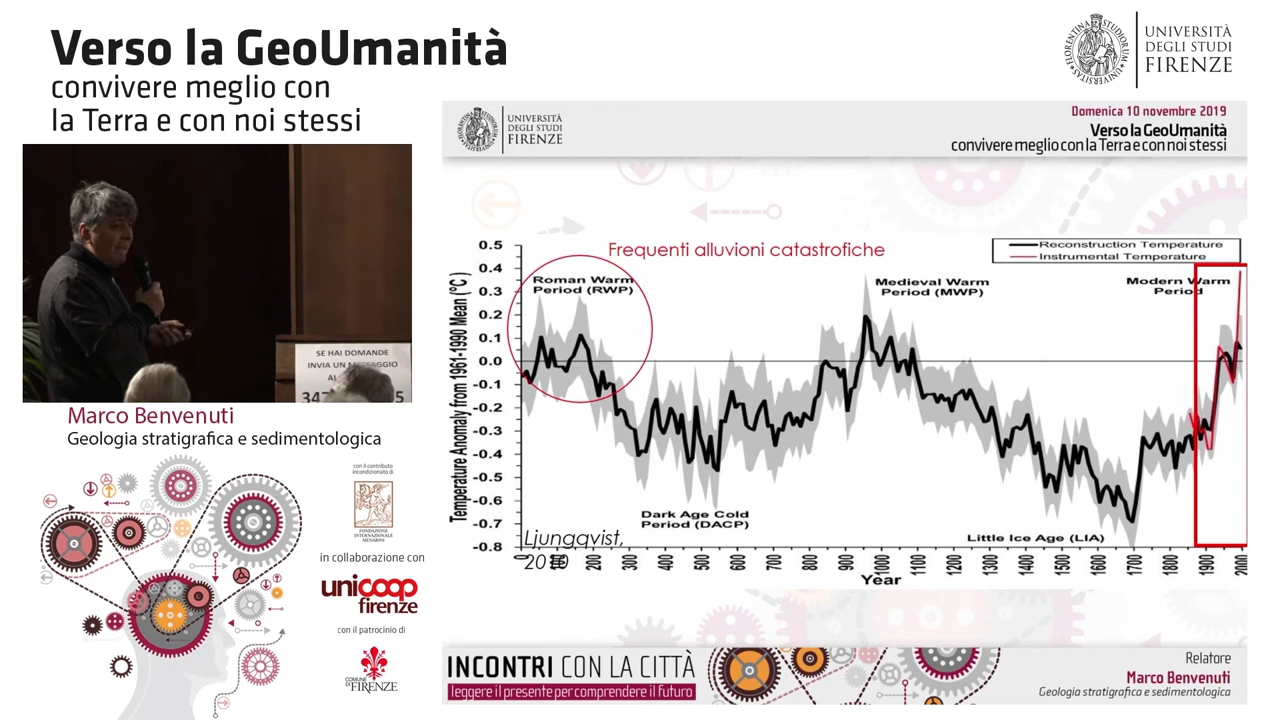 Verso la GeoUmanità
convivere meglio con
la Terra e con noi stessi
UNIVERSITÀ
DEGLI STUDI
FIRENZE
UNIVERSITÀ
DEGLI STUDI
FIRENZE
Domenica 10 novembre 2019
Verso la GeoUmanità
convivere meglio con la Terra e con noi stessi
SE HAI DOMANDE
INVIA UN MESSAGGIO
Marco Benvenuti
Geologia stratigrafica e sedimentologica
con il contributo
incondizionato di
FONDAZIONE
INTERNAZIONALE
MENARINI
in collaborazione con
unicoop
firenze
con il patrocinio di
COMUNE
DI FIRENZE
Frequenti alluvioni catastrofiche
Reconstruction Temperature
Instrumental Temperature
Roman Warm
Period (RWP)
Medieval Warm
Period (MWP)
Modern Warm
Period
Dark Age Cold
Period (DACP)
Little Ice Age (LIA)
Temperature Anomaly from 1961-1990 Mean (°C)
0.5
0.4
0.3
0.2
0.1
0.0
-0.1
-0.2
-0.3
-0.4
-0.5
-0.6
-0.7
-0.8
Ljungqvist,
2010
200 300 400 500 600 700 800 900 1000 1100 1200 1300 1400 1500 1600 1700 1800 1900 2000
Year
INCONTRI CON LA CITTÀ
leggere il presente per comprendere il futuro
Relatore
Marco Benvenuti
Geologia stratigrafica e sedimentologica